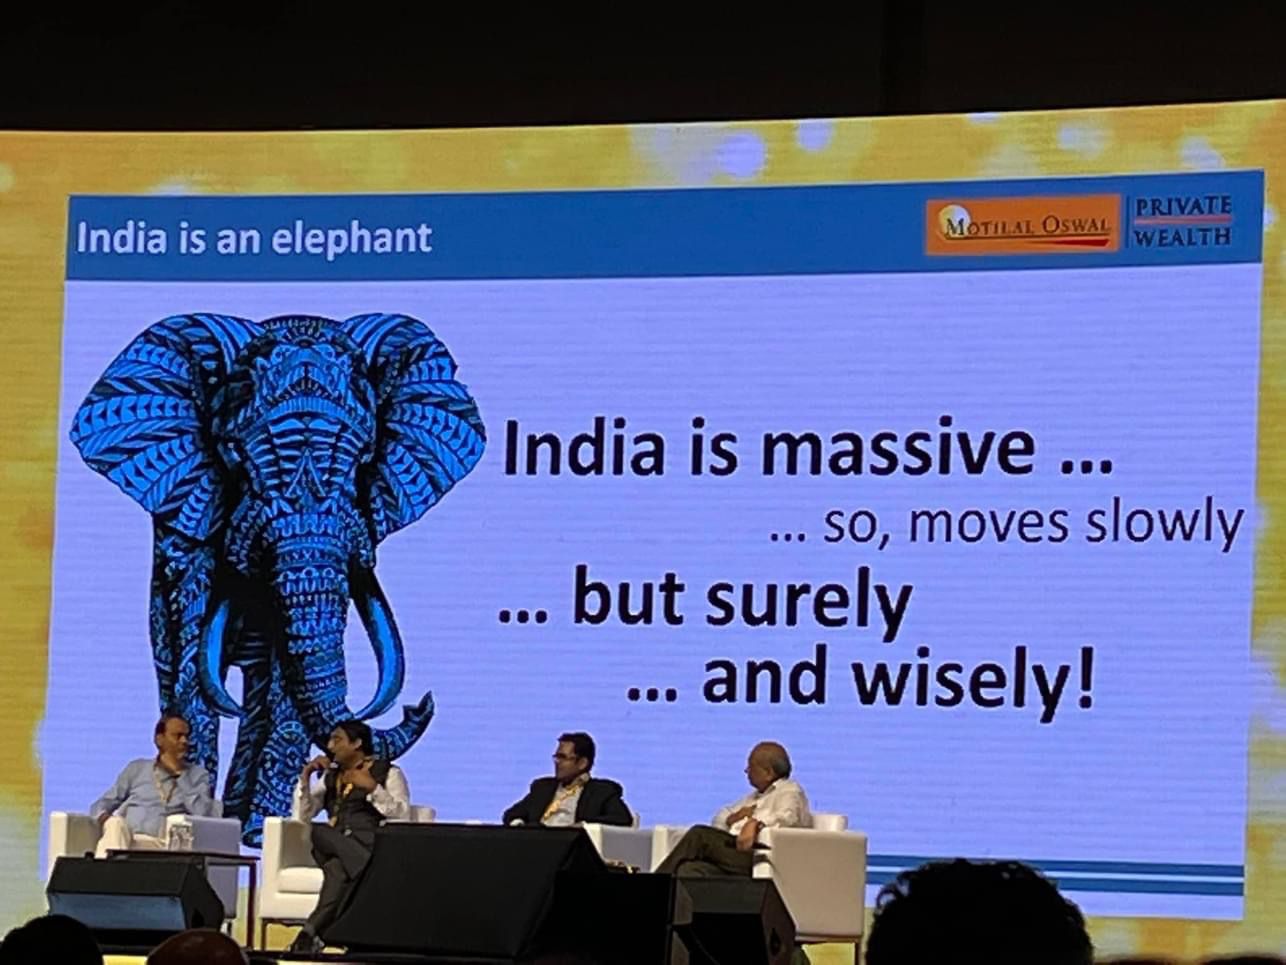 India is an elephant
MOTILAL OSWAL
PRIVATE
WEALTH
India is massive ...
... so, moves slowly
... but surely
... and wisely!